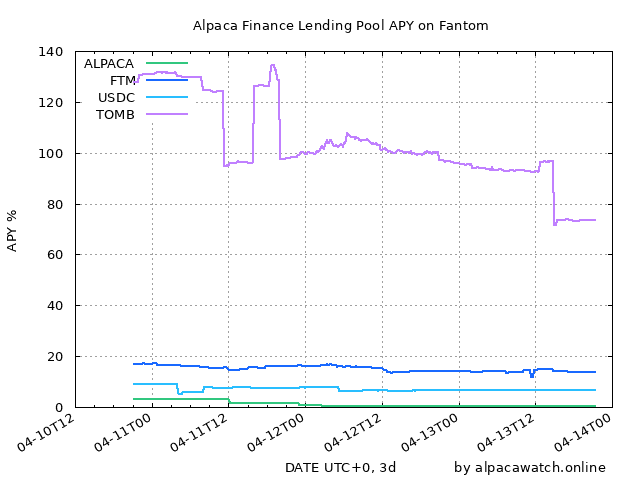 Alpaca Finance Lending Pool APY on Fantom
140
120
100
80
60
40
20
0
APY %
ALPACA
FTM
USDC
TOMB
04-10T12
04-11T00
04-11T12
04-12T00
04-12T12
04-13T00
04-13T12
04-14T00
DATE UTC+0, 3d
by alpacawatch.online